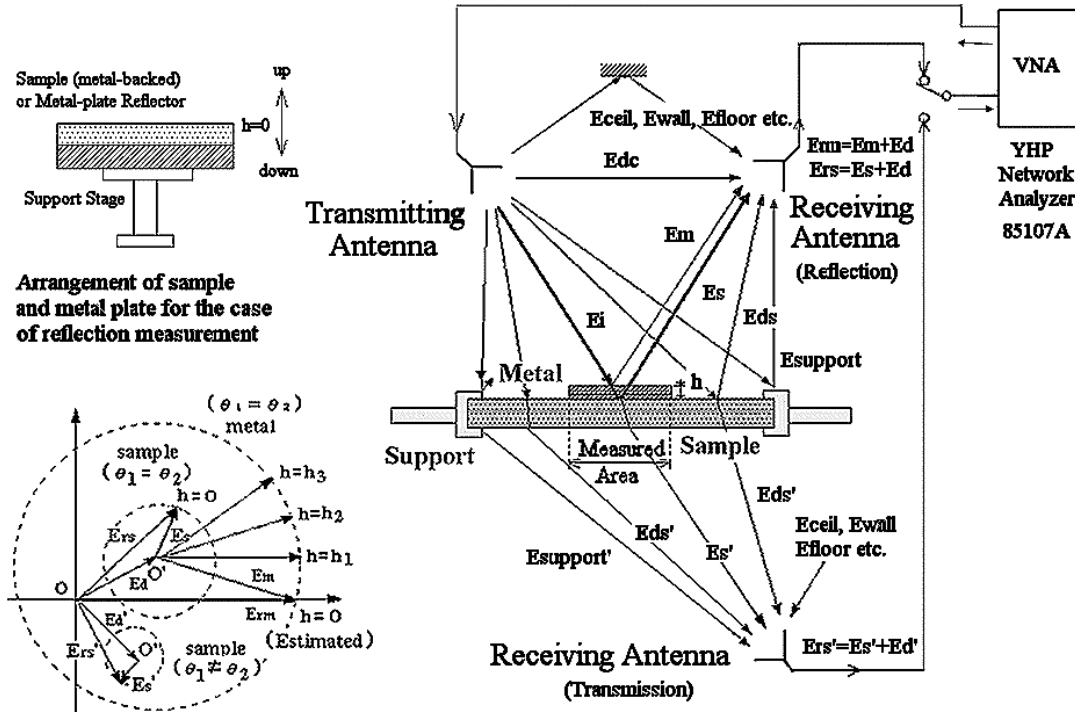 Sample (metal-backed)
or Metal-plate Reflector
up
h=0
down
Support Stage
Arrangement of sample
and metal plate for the case
of reflection measurement
VNA
YHP
Network
Analyzer
85107A
Eceil, Ewall, Efloor etc.
Edc
Erm=Em+Ed
Ers=Es+Ed
Transmitting
Antenna
Receiving
Antenna
(Reflection)
Em
Es
Ei
Eds
Esupport
Metal
h
Support
Measured
Area
Sample
Eds'
Eds'
Es'
Esupport'
Eceil, Ewall
Efloor etc.
Receiving Antenna
(Transmission)
Ers'=Es'+Ed'
(θ1=θ2)
metal
sample
(θ1=θ2)
h=0
h=h3
h=h2
h=h1
Ers
Es
Ed
O'
O
Em
Erm
h=0
(Estimated)
Ed'
Ers'
O''
Es'
sample
(θ1≠θ2)